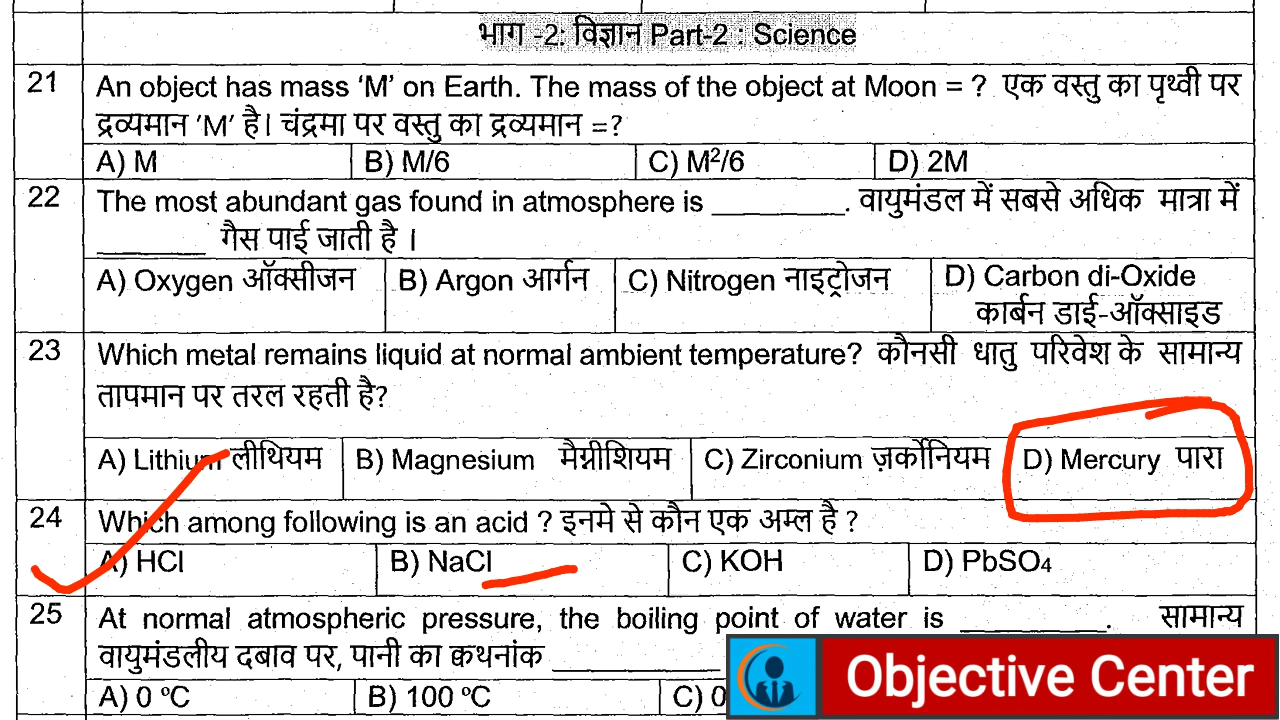 भाग -2: विज्ञान Part-2 : Science
21 An object has mass ‘M’ on Earth. The mass of the object at Moon = ? एक वस्तु का पृथ्वी पर
द्रव्यमान ‘M’ है। चंद्रमा पर वस्तु का द्रव्यमान =?
A) M B) M/6 C) M²/6 D) 2M
22 The most abundant gas found in atmosphere is ________. वायुमंडल में सबसे अधिक मात्रा में
_______ गैस पाई जाती है ।
A) Oxygen ऑक्सीजन B) Argon आर्गन C) Nitrogen नाइट्रोजन D) Carbon di-Oxide
कार्बन डाई-ऑक्साइड
23 Which metal remains liquid at normal ambient temperature? कौनसी धातु परिवेश के सामान्य
तापमान पर तरल रहती है?
A) Lithium लीथियम B) Magnesium मैग्नीशियम C) Zirconium ज़र्कोनियम D) Mercury पारा
24 Which among following is an acid ? इनमे से कौन एक अम्ल है ?
A) HCl B) NaCl C) KOH D) PbSO₄
25 At normal atmospheric pressure, the boiling point of water is _________. सामान्य
वायुमंडलीय दबाव पर, पानी का क्वथनांक __________
A) 0 ºC B) 100 ºC C) 0
Objective Center